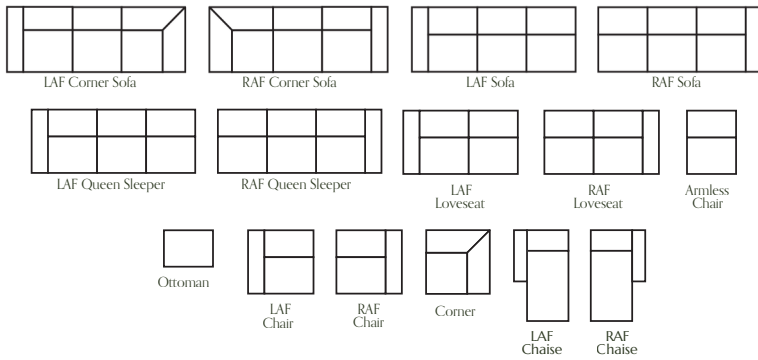 LAF Corner Sofa
RAF Corner Sofa
LAF Sofa
RAF Sofa
LAF Queen Sleeper
RAF Queen Sleeper
LAF
Loveseat
RAF
Loveseat
Armless
Chair
Ottoman
LAF
Chair
RAF
Chair
Corner
LAF
Chaise
RAF
Chaise